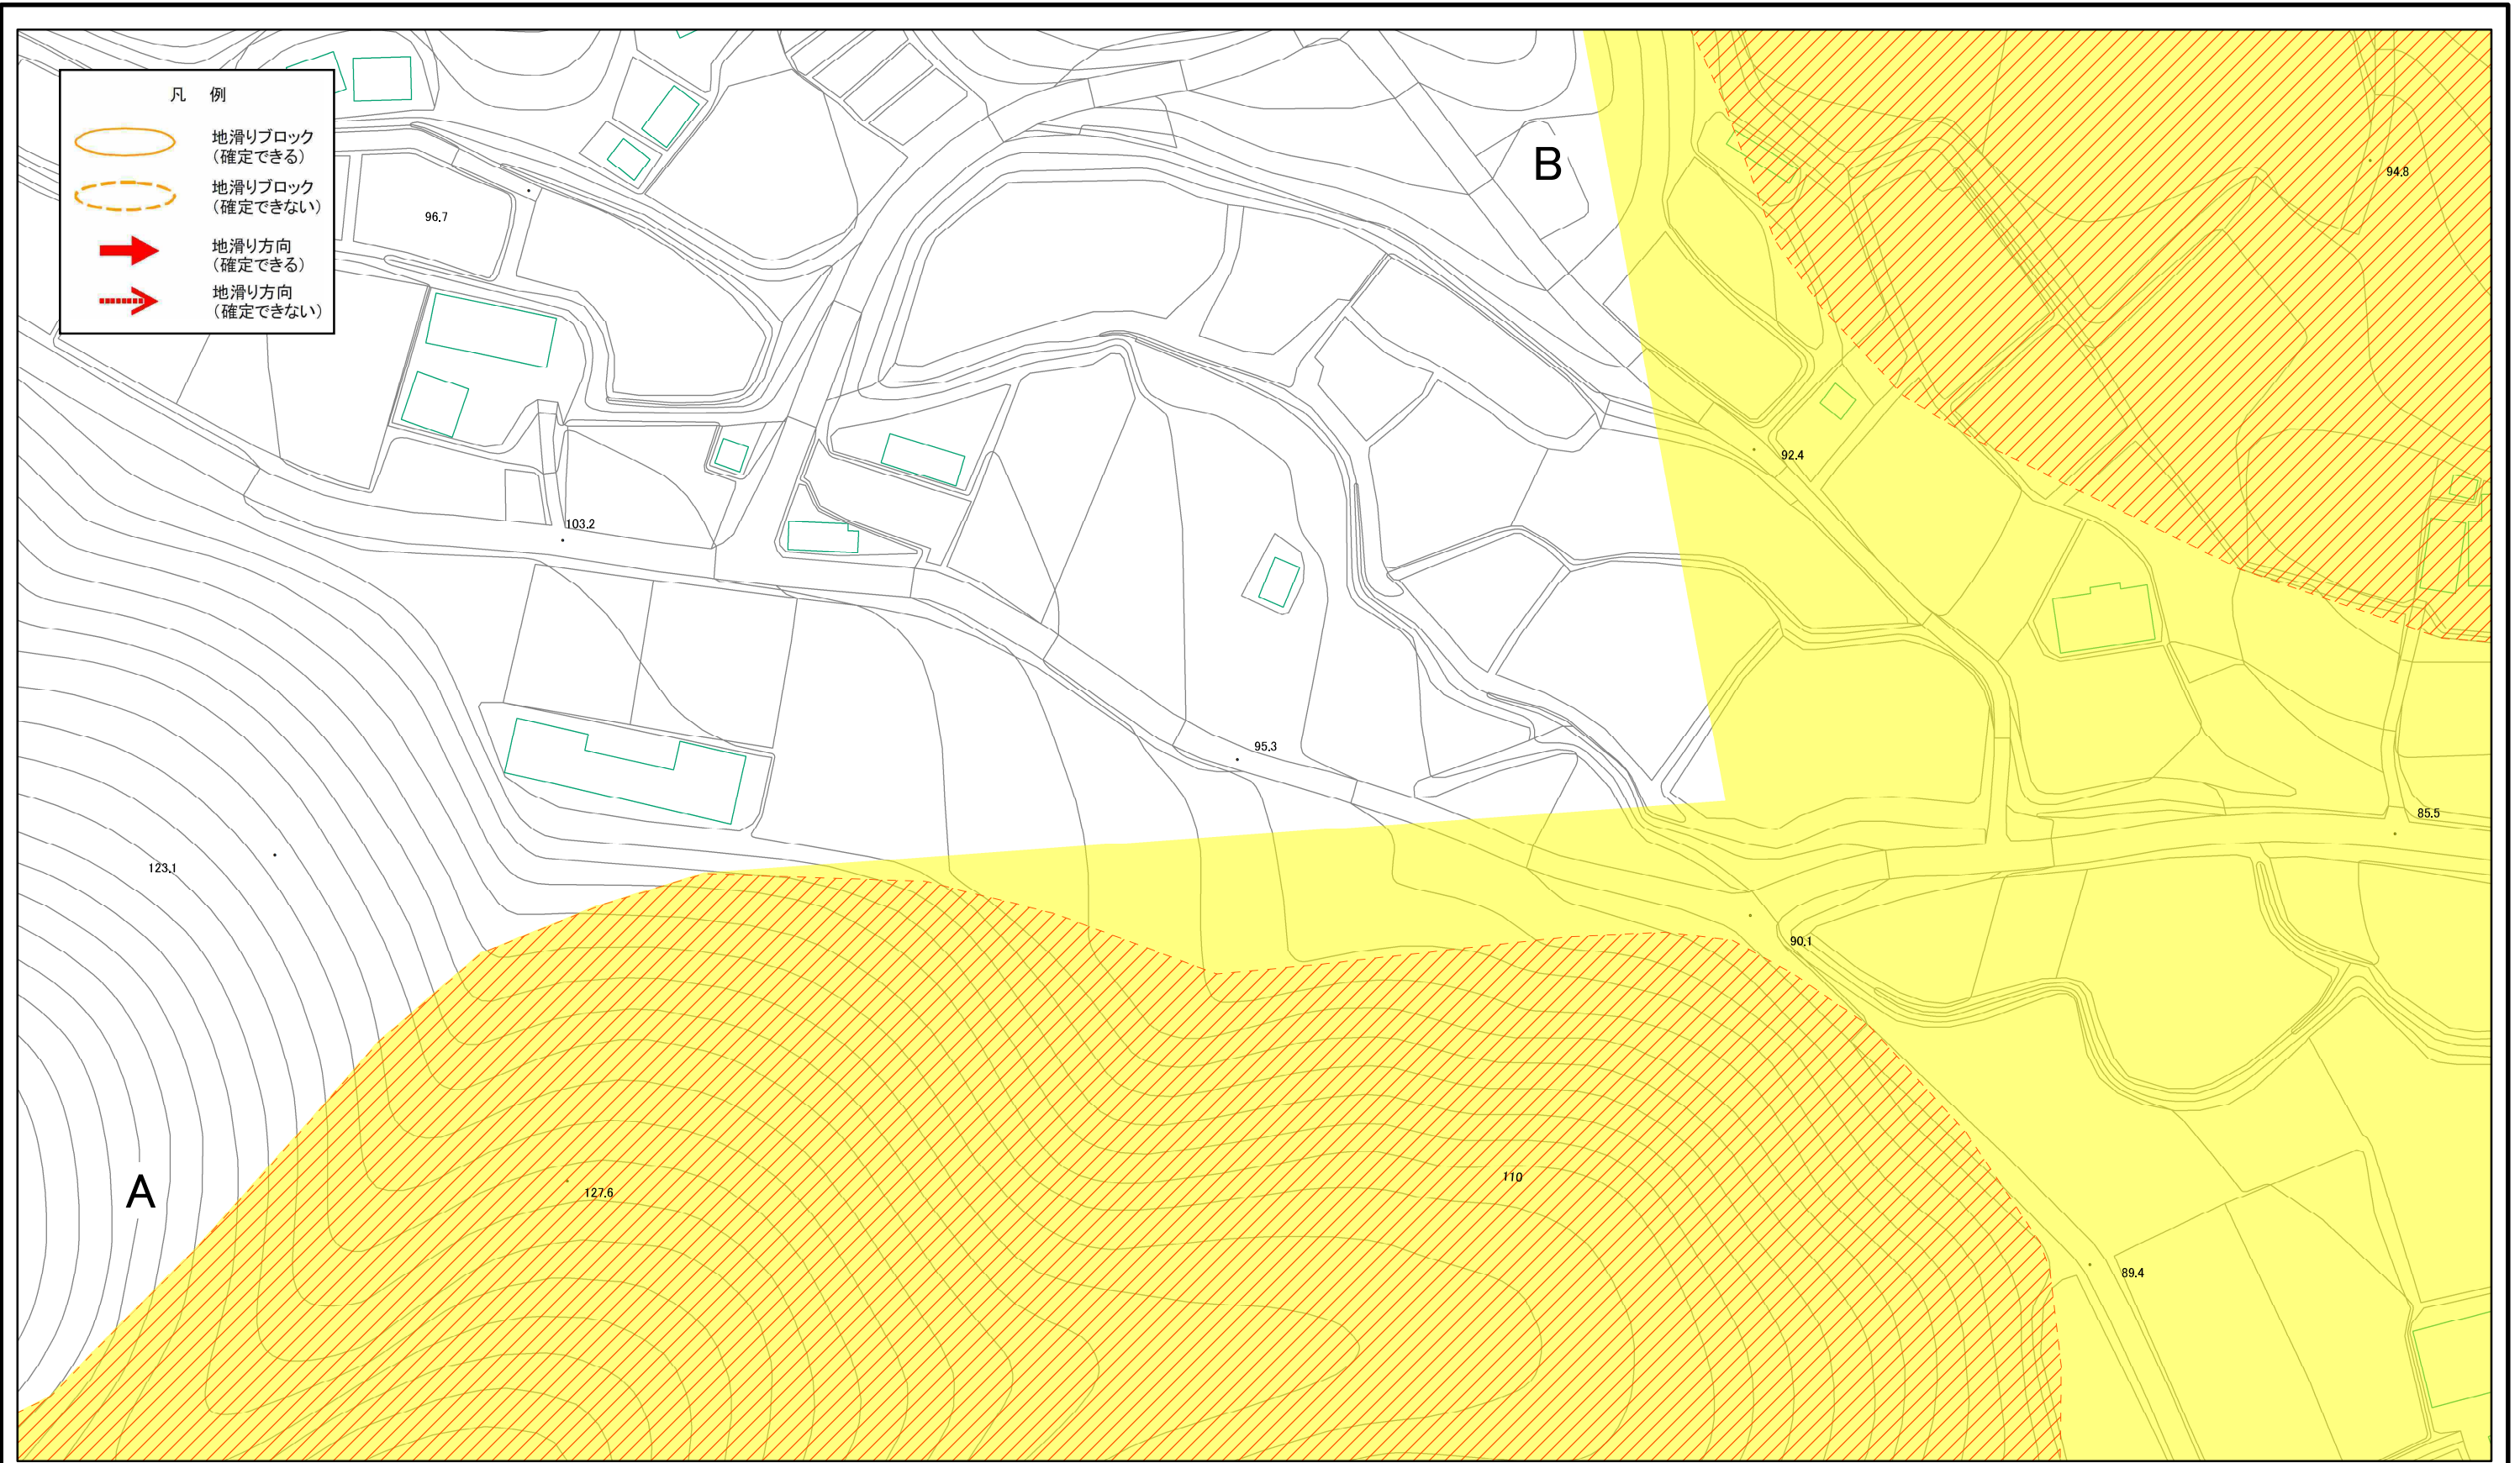 凡 例
地滑りブロック
（確定できる）
地滑りブロック
（確定できない）
地滑り方向
（確定できる）
地滑り方向
（確定できない）
B
94.8
96.7
92.4
103.2
95.3
85.5
123.1
90.1
A
127.6
110
89.4